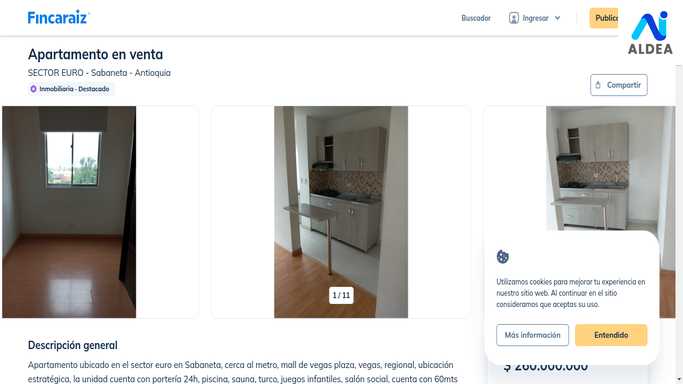 Fincaraiz
Buscador
Ingresar
Public
ALDEA
Apartamento en venta
SECTOR EURO - Sabaneta - Antioquia
Inmobiliaria - Destacado
Compartir
1 / 11
Utilizamos cookies para mejorar tu experiencia en
nuestro sitio web. Al continuar en el sitio
consideramos que aceptas su uso.
Más información
Entendido
$ 260.000.000
Descripción general
Apartamento ubicado en el sector euro en Sabaneta, cerca al metro, mall de vegas plaza, vegas, regional, ubicación
estratégica, la unidad cuenta con portería 24h, piscina, sauna, turco, juegos infantiles, salón social, cuenta con 60mts